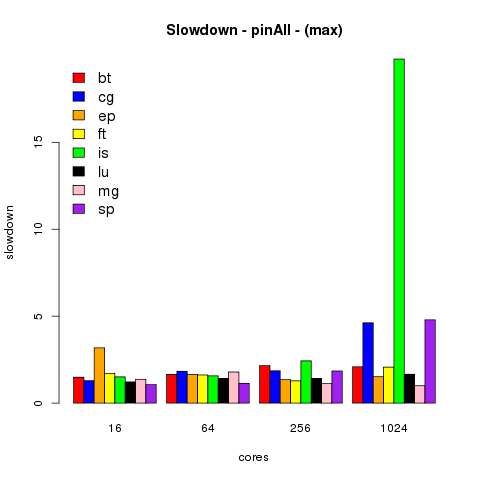 Slowdown - pinAll - (max)
bt
cg
ep
ft
is
lu
mg
sp
slowdown
15
10
5
0
16 64 256 1024
cores